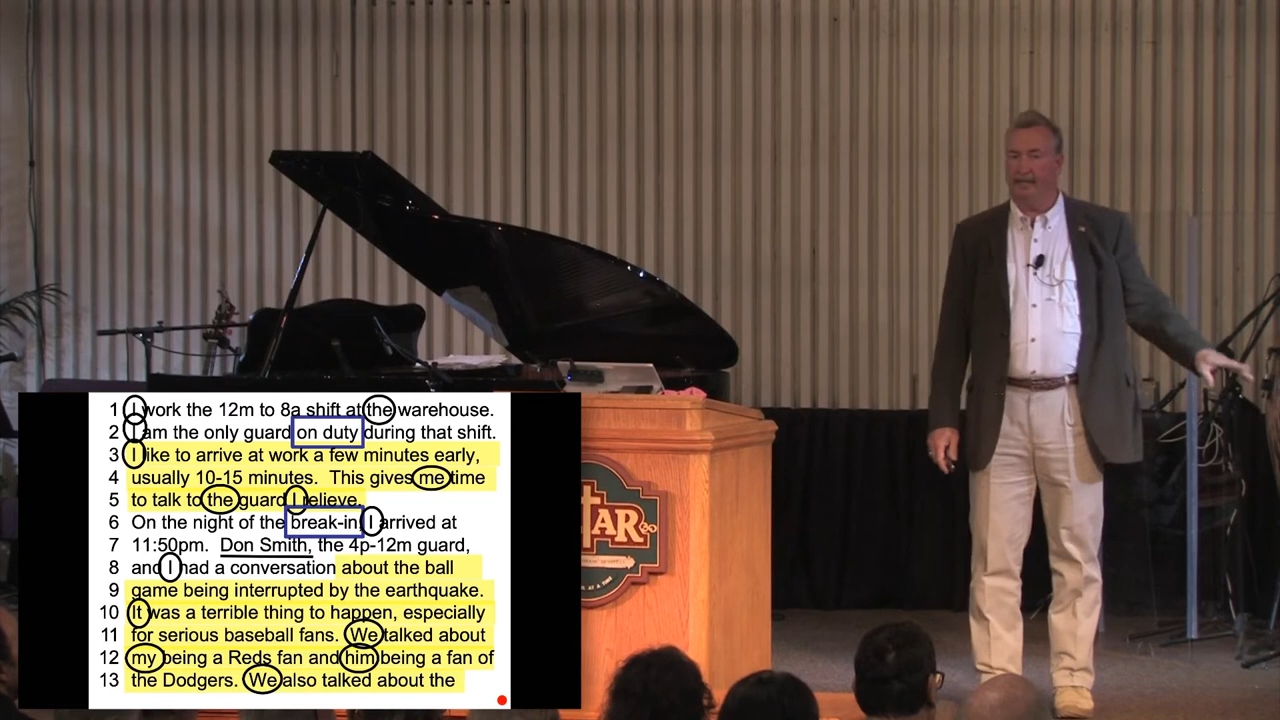 1 I work the 12m to 8a shift at the warehouse.
2 I am the only guard on duty during that shift.
3 I like to arrive at work a few minutes early,
4 usually 10-15 minutes. This gives me time
5 to talk to the guard I relieve.
6 On the night of the break-in, I arrived at
7 11:50pm. Don Smith, the 4p-12m guard,
8 and I had a conversation about the ball
9 game being interrupted by the earthquake.
10 It was a terrible thing to happen, especially
11 for serious baseball fans. We talked about
12 my being a Reds fan and him being a fan of
13 the Dodgers. We also talked about the
TAR